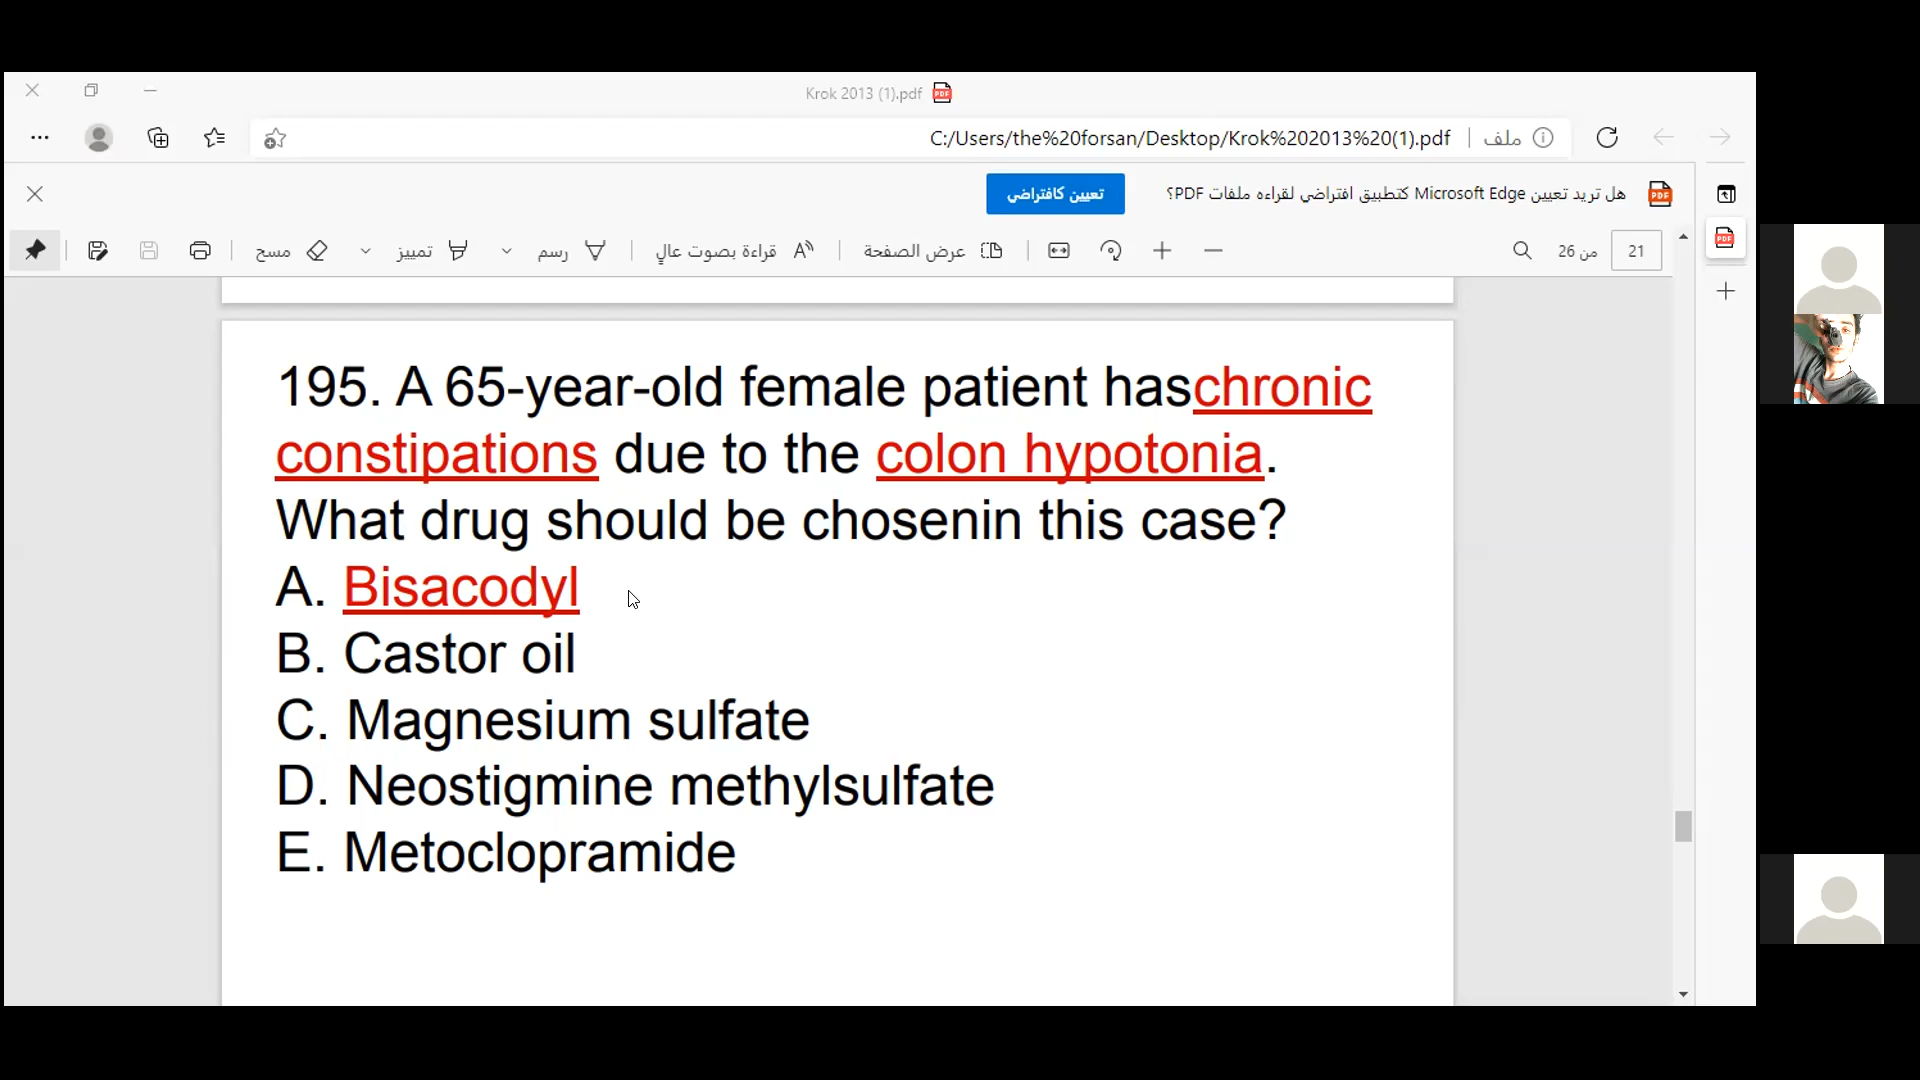 Krok 2013 (1).pdf
C:/Users/the%20forsan/Desktop/Krok%202013%20(1).pdf | ملف
هل تريد تعيين Microsoft Edge كتطبيق افتراضي لقراءه ملفات PDF؟
تعيين كافتراضي
21 من 26
عرض الصفحة
قراءة بصوت عالٍ
رسم
تمييز
مسح
195. A 65-year-old female patient haschronic
constipations due to the colon hypotonia.
What drug should be chosenin this case?
A. Bisacodyl
B. Castor oil
C. Magnesium sulfate
D. Neostigmine methylsulfate
E. Metoclopramide